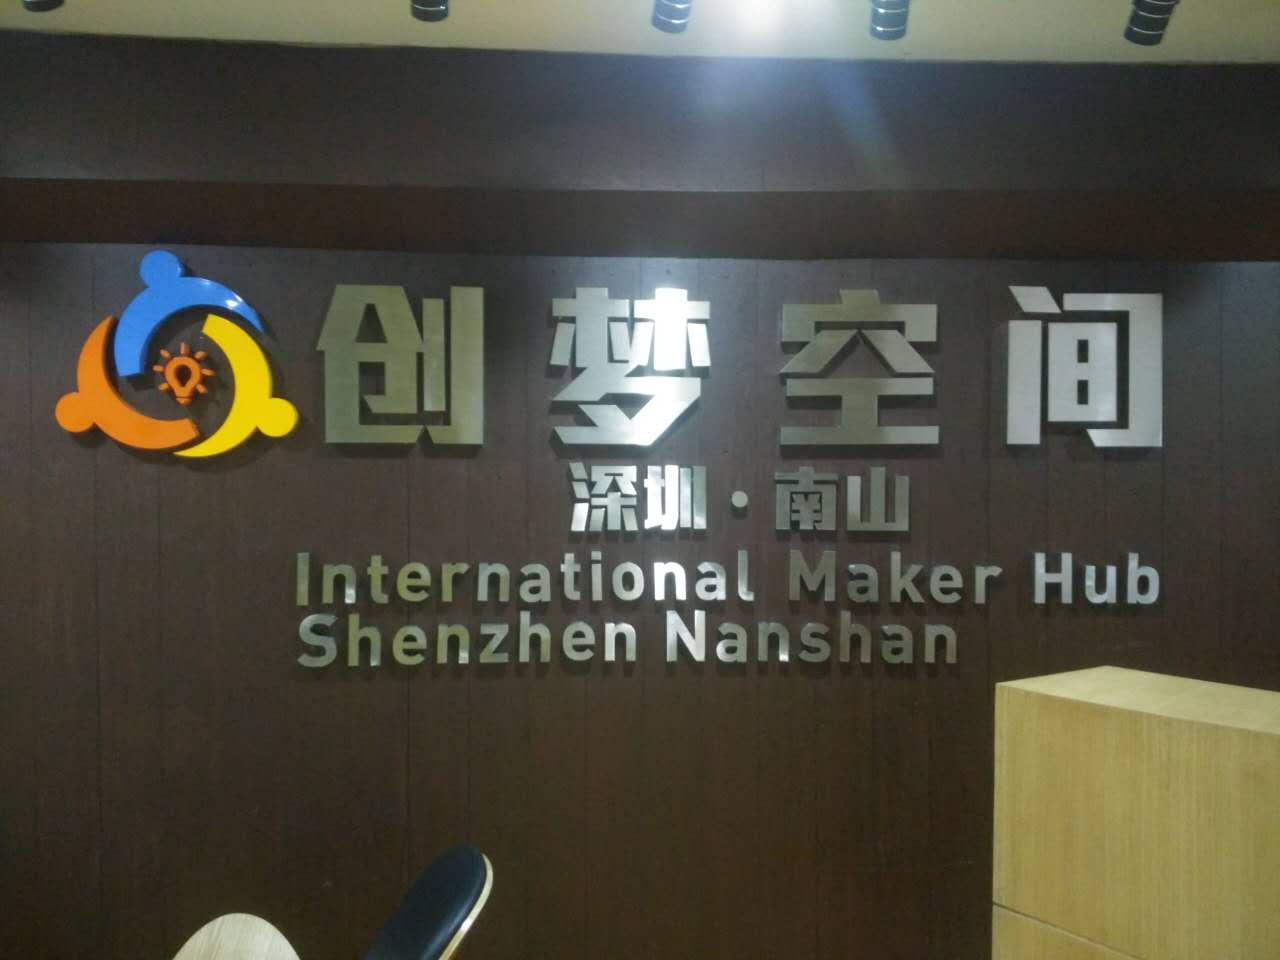 创梦空间
深圳·南山
International Maker Hub
Shenzhen Nanshan